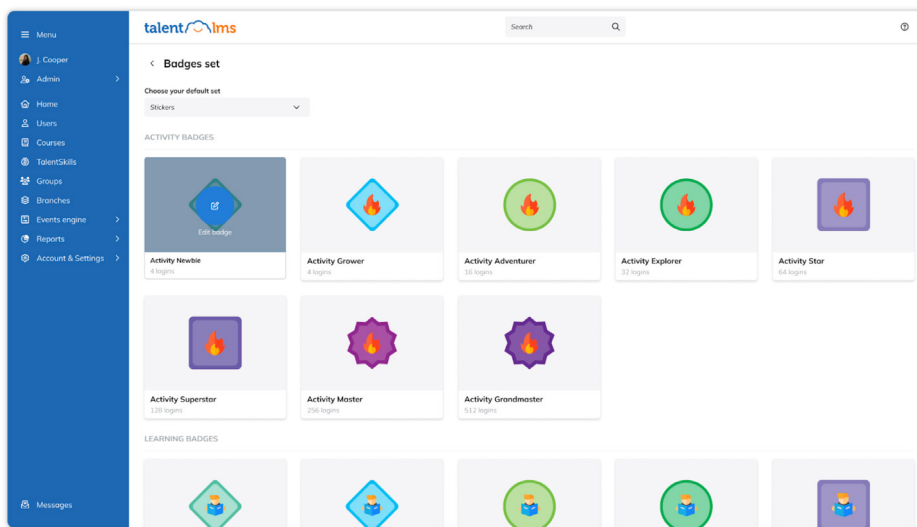 Menu
J. Cooper
Admin
Home
Users
Courses
TalentSkills
Groups
Branches
Events engine
Reports
Account & Settings
Messages
talentlms
Search
Badges set
Choose your default set
Stickers
ACTIVITY BADGES
Edit badge
Activity Newbie
4 logins
Activity Grower
4 logins
Activity Adventurer
16 logins
Activity Explorer
32 logins
Activity Star
64 logins
Activity Superstar
128 logins
Activity Master
256 logins
Activity Grandmaster
512 logins
LEARNING BADGES